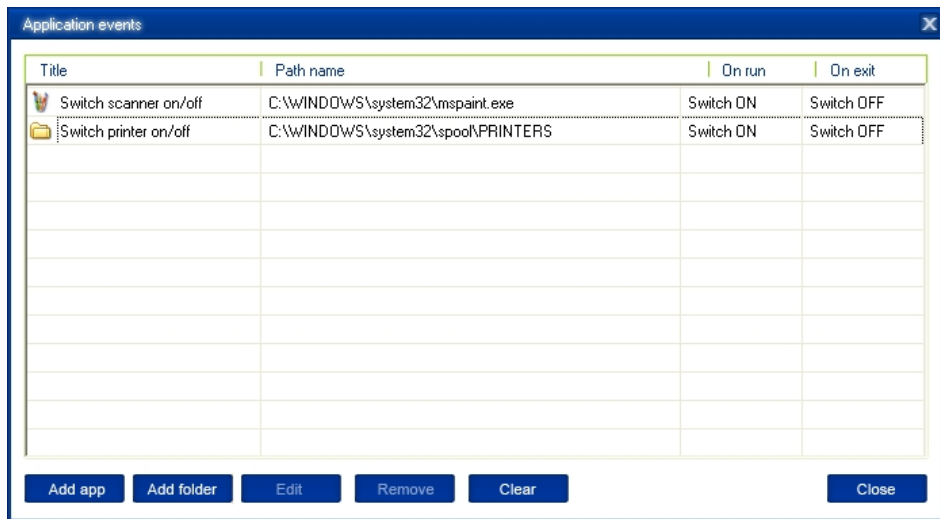 Application events
Title Path name On run On exit
Switch scanner on/off C:\WINDOWS\system32\mspaint.exe Switch ON Switch OFF
Switch printer on/off C:\WINDOWS\system32\spool\PRINTERS Switch ON Switch OFF
Add app Add folder Edit Remove Clear Close